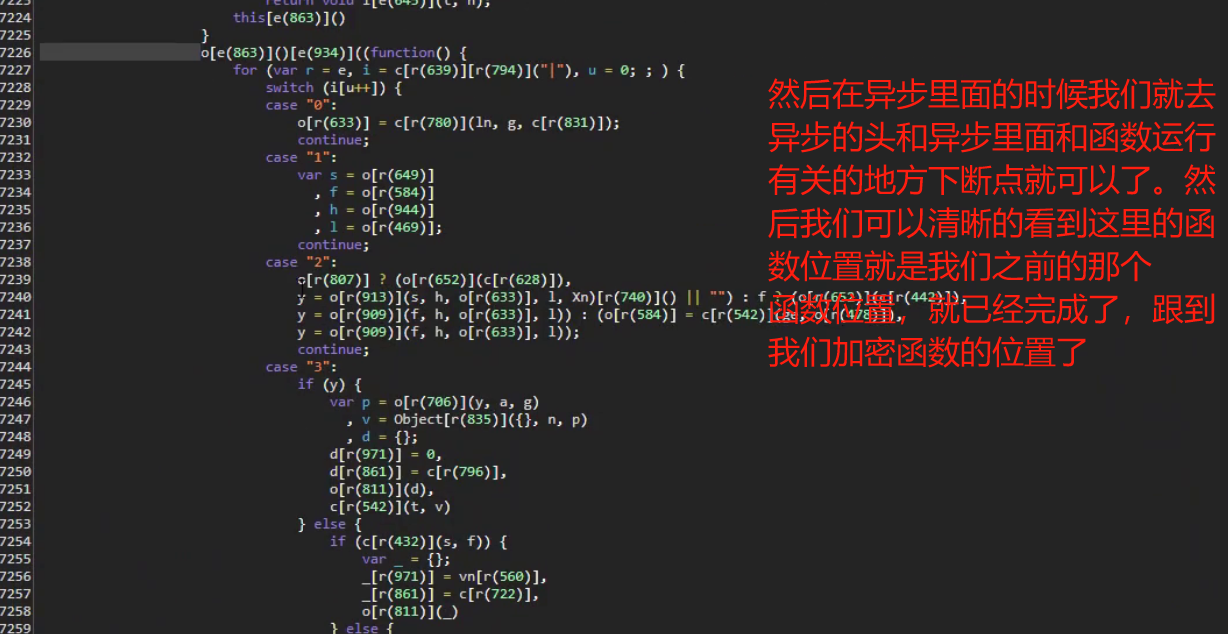 7223 return void i[e(645)](t, n);
7224 this[e(863)]()
7225 }
7226 o[e(863)]()[e(934)]((function() {
7227 for (var r = e, i = c[r(639)][r(794)]("|"), u = 0; ; ) {
7228 switch (i[u++]) {
7229 case "0":
7230 o[r(633)] = c[r(780)](ln, g, c[r(831)]);
7231 continue;
7232 case "1":
7233 var s = o[r(649)]
7234 , f = o[r(584)]
7235 , h = o[r(944)]
7236 , l = o[r(469)];
7237 continue;
7238 case "2":
7239 o[r(807)] ? (o[r(652)](c[r(628)]),
7240 y = o[r(913)](s, h, o[r(633)], l, Xn)[r(740)]() || "") : f ? (o[r(652)](c[r(442)]),
7241 y = o[r(909)](f, h, o[r(633)], l)) : (o[r(584)] = c[r(542)](ze, o[r(478)]),
7242 y = o[r(909)](f, h, o[r(633)], l));
7243 continue;
7244 case "3":
7245 if (y) {
7246 var p = o[r(706)](y, a, g)
7247 , v = Object[r(835)]({}, n, p)
7248 , d = {};
7249 d[r(971)] = 0,
7250 d[r(861)] = c[r(796)],
7251 o[r(811)](d),
7252 c[r(542)](t, v)
7253 } else {
7254 if (c[r(432)](s, f)) {
7255 var _ = {};
7256 _[r(971)] = vn[r(560)],
7257 _[r(861)] = c[r(722)],
7258 o[r(811)](_)
7259 } else {
然后在异步里面的时候我们就去
异步的头和异步里面和函数运行
有关的地方下断点就可以了。然
后我们可以清晰的看到这里的函
数位置就是我们之前的那个
函数位置，就已经完成了，跟到
我们加密函数的位置了